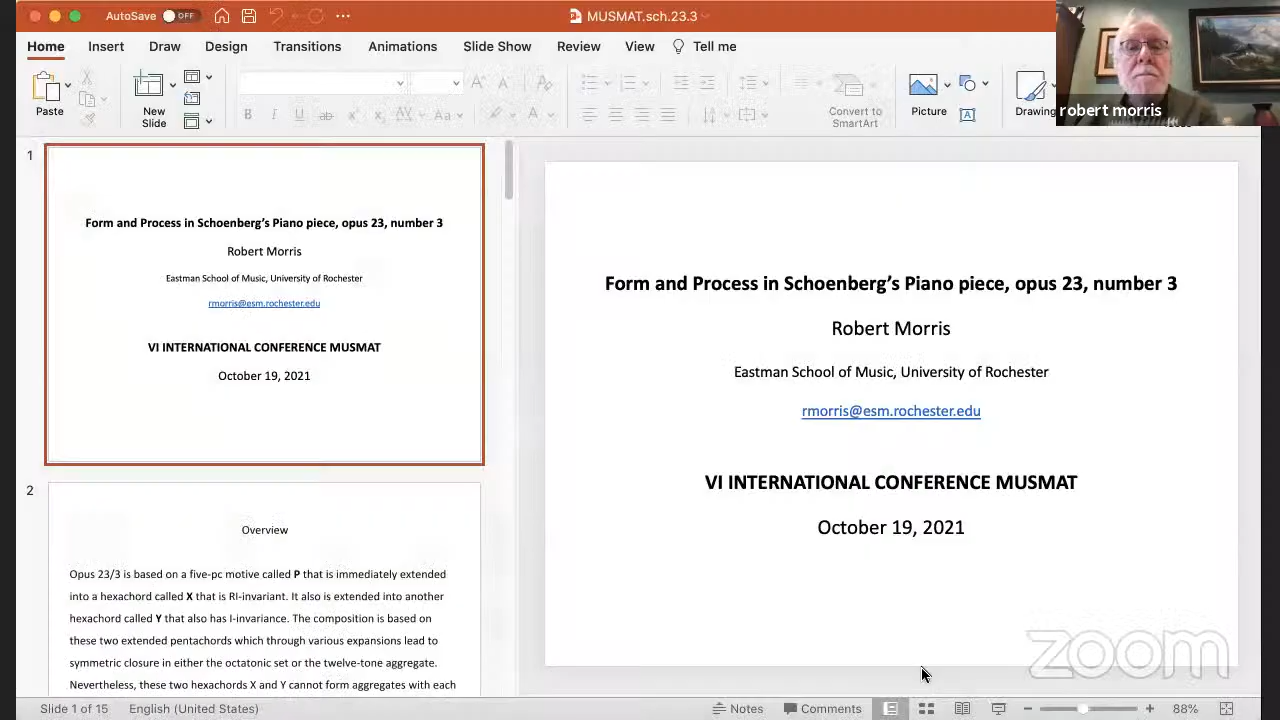 AutoSave OFF
MUSMAT.sch.23.3
Home Insert Draw Design Transitions Animations Slide Show Review View Tell me
Paste
New
Slide
Convert to
SmartArt
Picture
Drawing
robert morris
1
Form and Process in Schoenberg's Piano piece, opus 23, number 3
Robert Morris
Eastman School of Music, University of Rochester
rmorris@esm.rochester.edu
VI INTERNATIONAL CONFERENCE MUSMAT
October 19, 2021
2
Overview
Opus 23/3 is based on a five-pc motive called P that is immediately extended
into a hexachord called X that is RI-invariant. It also is extended into another
hexachord called Y that also has I-invariance. The composition is based on
these two extended pentachords which through various expansions lead to
symmetric closure in either the octatonic set or the twelve-tone aggregate.
Nevertheless, these two hexachords X and Y cannot form aggregates with each
Form and Process in Schoenberg's Piano piece, opus 23, number 3
Robert Morris
Eastman School of Music, University of Rochester
rmorris@esm.rochester.edu
VI INTERNATIONAL CONFERENCE MUSMAT
October 19, 2021
zoom
Slide 1 of 15 English (United States) Notes Comments 88%